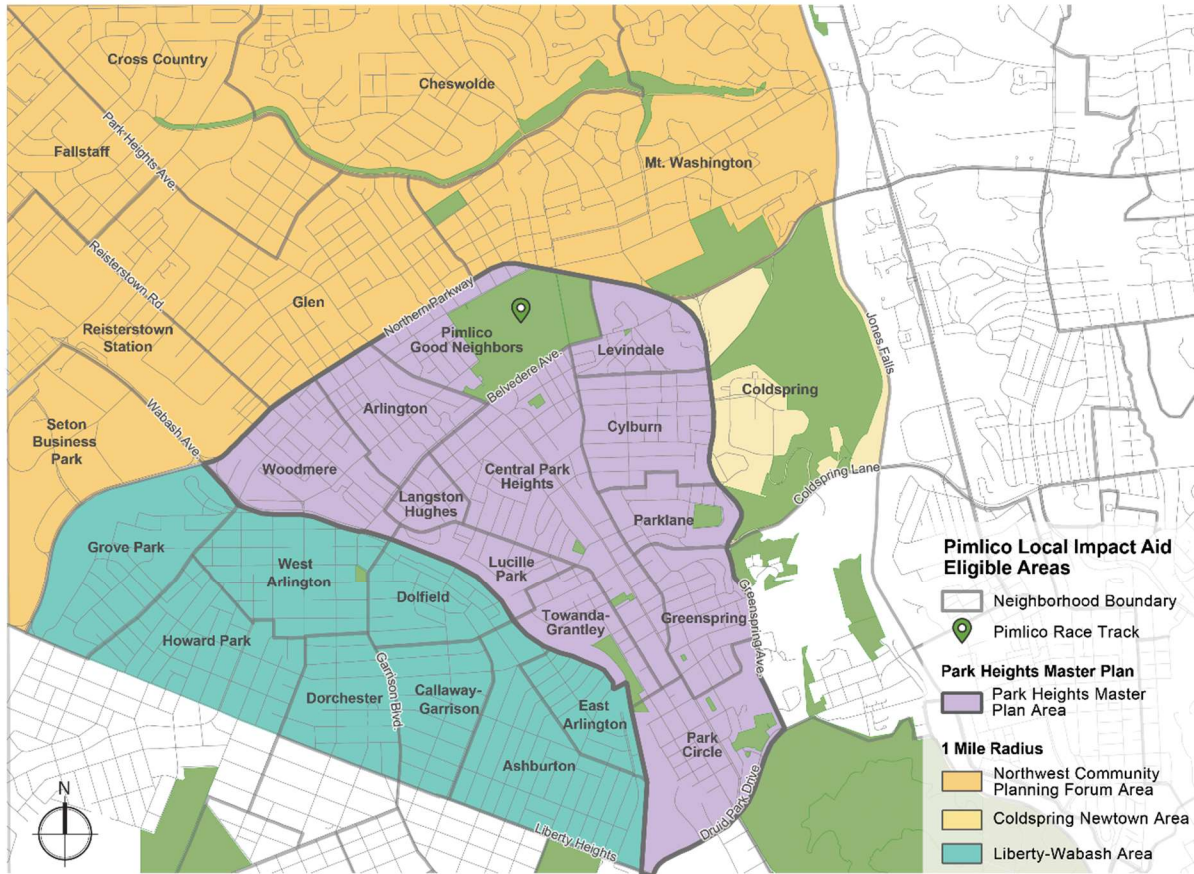 Cross Country
Cheswolde
Park Heights Ave.
Fallstaff
Mt. Washington
Reisterstown Rd.
Glen
Northern Parkway
Reisterstown
Station
Pimlico
Good Neighbors
Belvedere Ave.
Levindale
Jones Falls
Wabash Ave.
Arlington
Coldspring
Seton
Business
Park
Cylburn
Woodmere
Central Park
Heights
Coldspring Lane
Langston
Hughes
Parklane
Grove Park
West
Arlington
Lucille
Park
Dolfield
Towanda-
Grantley
Greenspring
Greenspring Ave.
Howard Park
Garrison Blvd.
Dorchester
Callaway-
Garrison
East
Arlington
Park
Circle
Ashburton
Druid Park Drive
Liberty Heights
N
Pimlico Local Impact Aid
Eligible Areas
Neighborhood Boundary
Pimlico Race Track
Park Heights Master Plan
Park Heights Master
Plan Area
1 Mile Radius
Northwest Community
Planning Forum Area
Coldspring Newtown Area
Liberty-Wabash Area